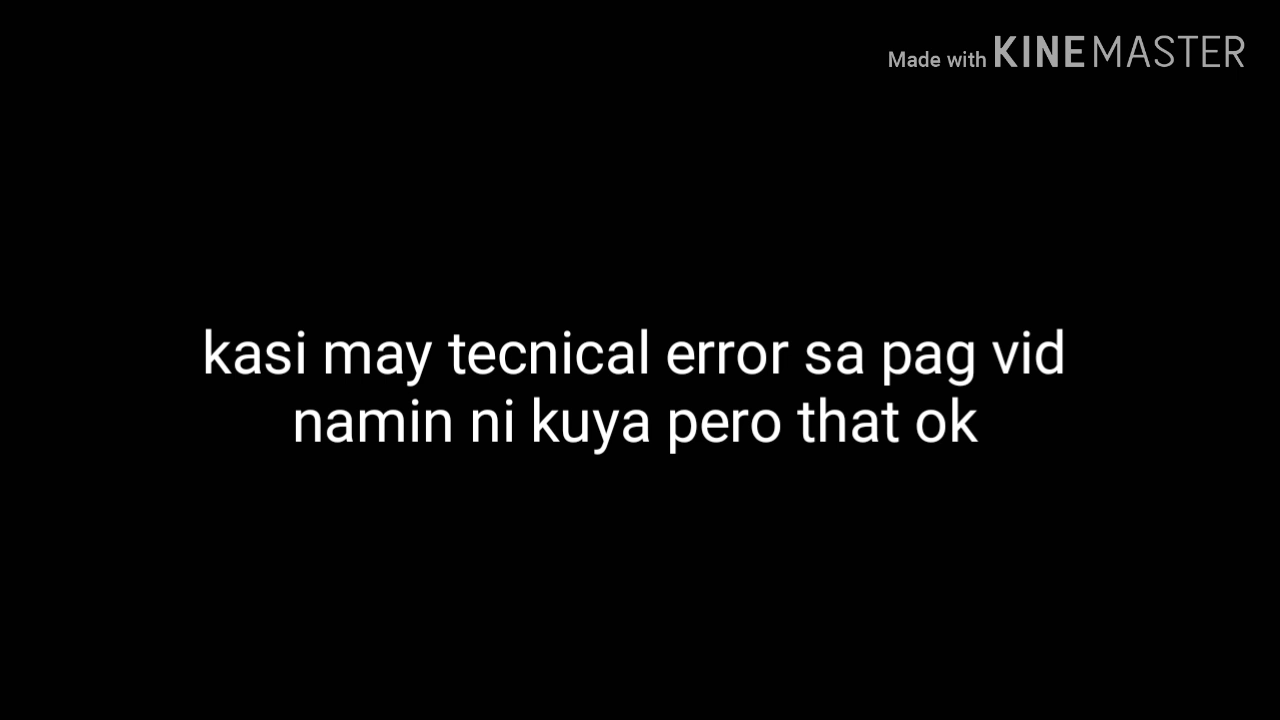 Made with KINEMASTER
kasi may tecnical error sa pag vid
namin ni kuya pero that ok